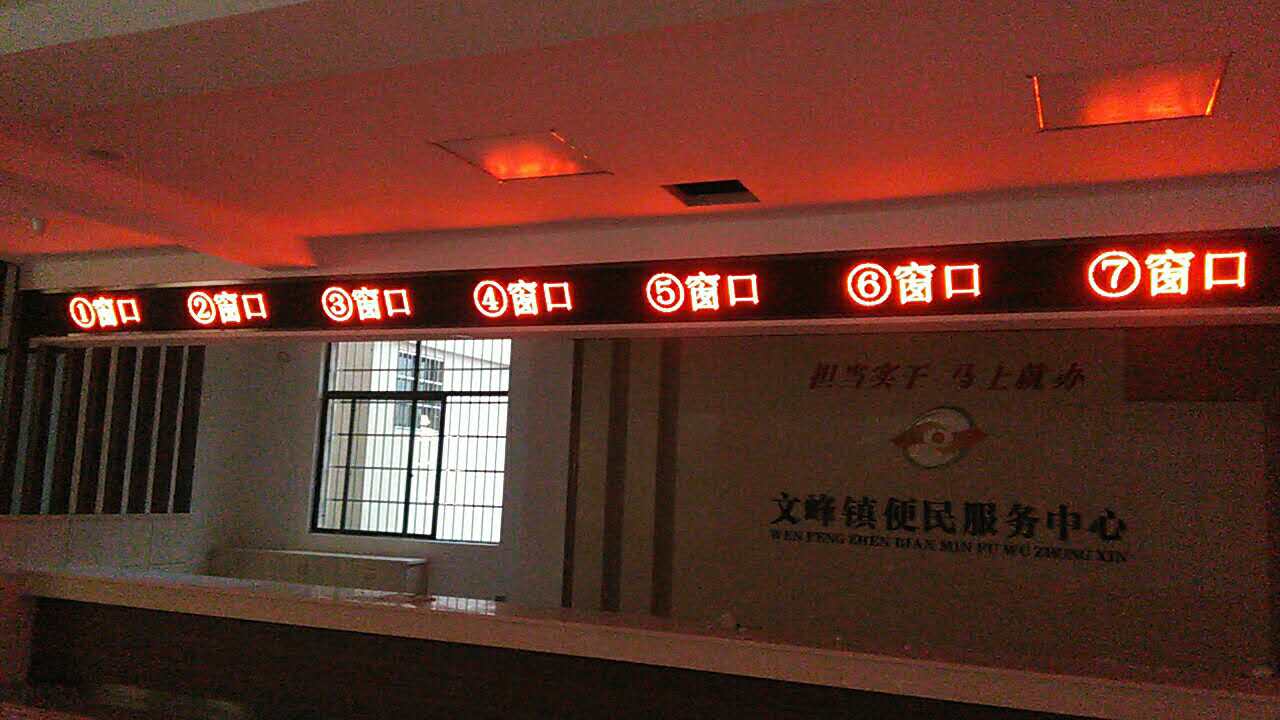 ①窗口 ②窗口 ③窗口 ④窗口 ⑤窗口 ⑥窗口 ⑦窗口
担当实干 马上就办
文峰镇便民服务中心
WEN FENG ZHEN BIAN MIN FU WU ZHONG XIN